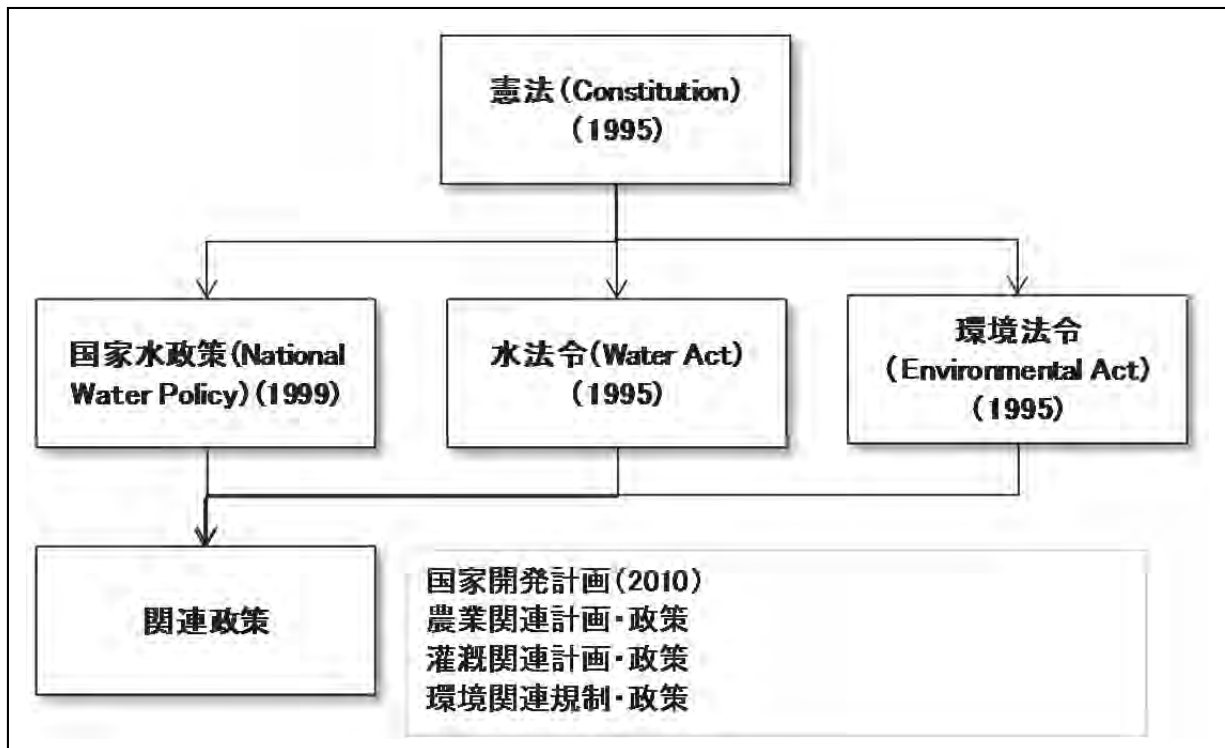 憲法(Constitution)
(1995)
国家水政策(National
Water Policy)(1999)
水法令(Water Act)
(1995)
環境法令
(Environmental Act)
(1995)
関連政策
国家開発計画(2010)
農業関連計画・政策
灌漑関連計画・政策
環境関連規制・政策